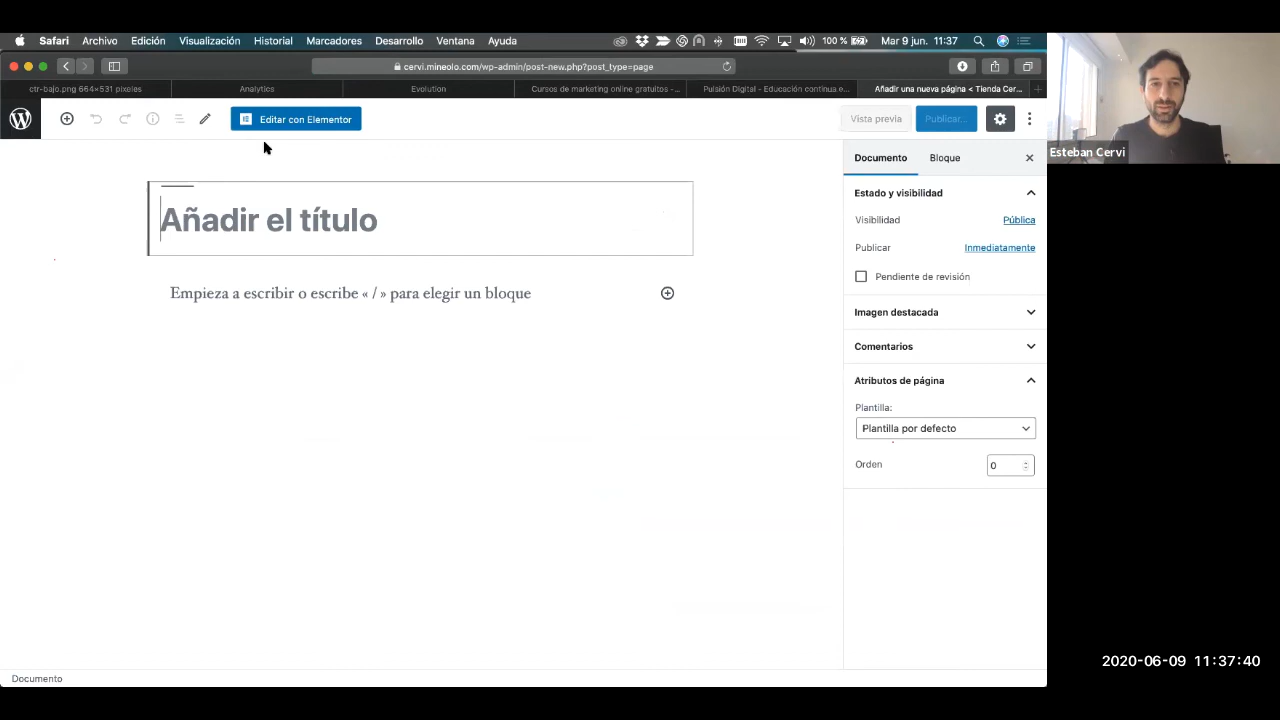 Safari Archivo Edición Visualización Historial Marcadores Desarrollo Ventana Ayuda 100 % Mar 9 jun. 11:37
cervi.mineolo.com/wp-admin/post-new.php?post_type=page
ctr-bajo.png 664×531 píxeles Analytics Evolution Cursos de marketing online gratuitos -... Pulsión Digital - Educación continua e... Añadir una nueva página < Tienda Cer...
Editar con Elementor Vista previa Publicar...
Esteban Cervi
Documento Bloque
Estado y visibilidad
Añadir el título
Visibilidad Pública
Publicar Inmediatamente
Pendiente de revisión
Empieza a escribir o escribe « / » para elegir un bloque
Imagen destacada
Comentarios
Atributos de página
Plantilla:
Plantilla por defecto
Orden 0
2020-06-09 11:37:40
Documento